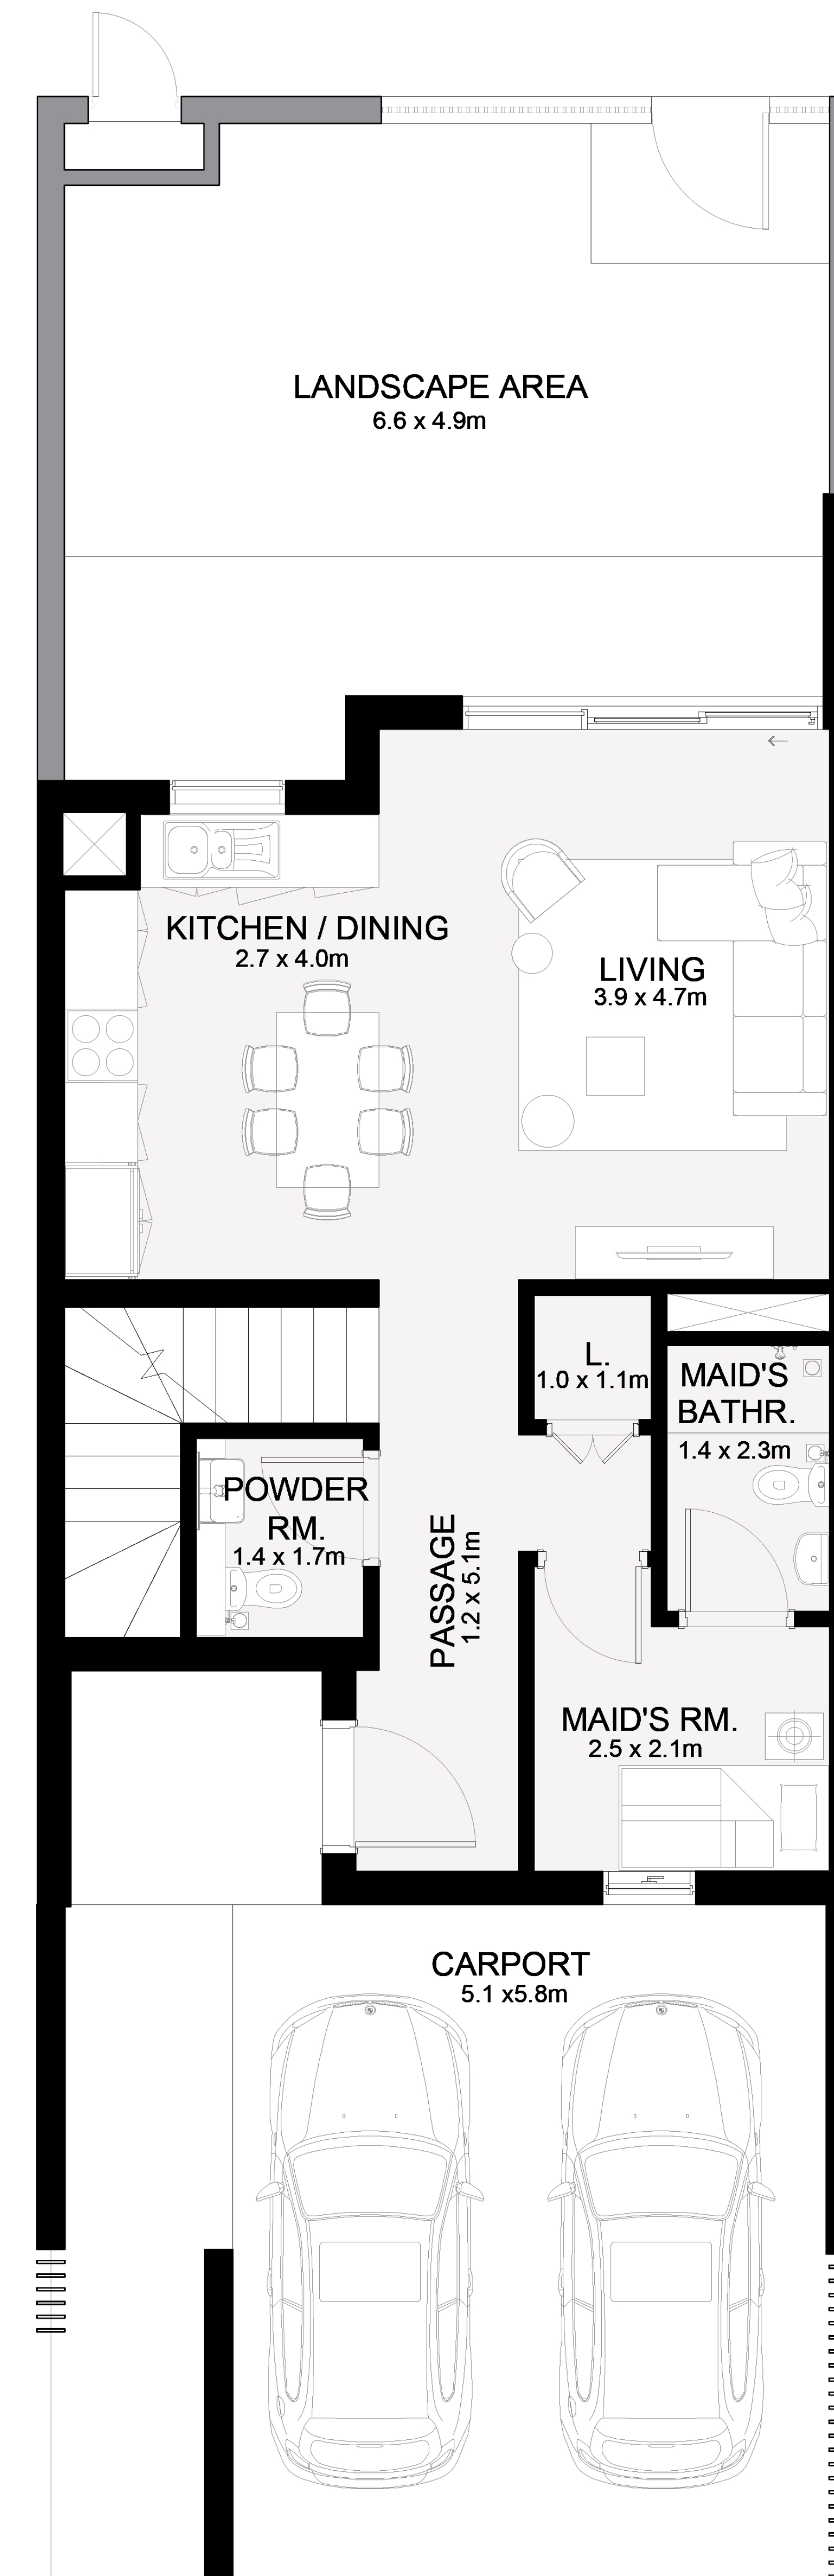 LANDSCAPE AREA
6.6 x 4.9m
KITCHEN / DINING
2.7 x 4.0m
LIVING
3.9 x 4.7m
L.
1.0 x 1.1m
MAID'S
BATHR.
1.4 x 2.3m
POWDER
RM.
1.4 x 1.7m
PASSAGE
1.2 x 5.1m
MAID'S RM.
2.5 x 2.1m
CARPORT
5.1 x5.8m